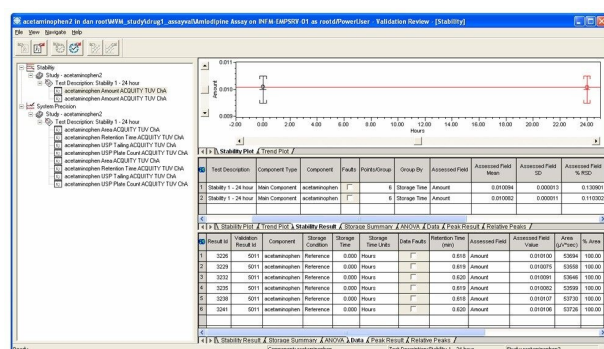 acetaminophen2 in dan root\MVM_study\drug1_assayval\Amlodipine Assay on INFM-EMPSRV-01 as rootd/PowerUser - Validation Review - [Stability]
File View Navigate Help
Stability
Study - acetaminophen2
Test Description: Stability 1 - 24 hour
acetaminophen Amount ACQUITY TUV ChA
acetaminophen Amount ACQUITY TUV ChA
System Precision
Study - acetaminophen2
Test Description: Stability 1 - 24 hour
acetaminophen Area ACQUITY TUV ChA
acetaminophen Retention Time ACQUITY TUV ChA
acetaminophen USP Tailing ACQUITY TUV ChA
acetaminophen USP Plate Count ACQUITY TUV ChA
acetaminophen Area ACQUITY TUV ChA
acetaminophen Retention Time ACQUITY TUV ChA
acetaminophen USP Tailing ACQUITY TUV ChA
acetaminophen USP Plate Count ACQUITY TUV ChA
Amount
0.011
0.010
0.009
-2.00 0.00 2.00 4.00 6.00 8.00 10.00 12.00 14.00 16.00 18.00 20.00 22.00 24.00
Hours
Stability Plot Trend Plot
Test Description Component Type Component Faults Points/Group Group By Assessed Field Assessed Field Mean Assessed Field SD Assessed Field % RSD
1 Stability 1 - 24 hour Main Component acetaminophen 6 Storage Time Amount 0.010094 0.000013 0.130901
2 Stability 1 - 24 hour Main Component acetaminophen 6 Storage Time Amount 0.010082 0.000011 0.110302
Stability Plot Trend Plot Stability Result Storage Summary ANOVA Data Peak Result Relative Peaks
Result Id Validation Result Id Component Storage Condition Storage Time Storage Time Units Data Faults Retention Time (min) Assessed Field Assessed Field Value Area (µV*sec) % Area
1 3226 5011 acetaminophen Reference 0.000 Hours 0.618 Amount 0.010100 53694 100.00
2 3229 5011 acetaminophen Reference 0.000 Hours 0.619 Amount 0.010075 53558 100.00
3 3232 5011 acetaminophen Reference 0.000 Hours 0.620 Amount 0.010091 53646 100.00
4 3235 5011 acetaminophen Reference 0.000 Hours 0.619 Amount 0.010082 53599 100.00
5 3238 5011 acetaminophen Reference 0.000 Hours 0.618 Amount 0.010107 53730 100.00
6 3241 5011 acetaminophen Reference 0.000 Hours 0.620 Amount 0.010106 53726 100.00
Stability Result Storage Summary ANOVA Data Peak Result Relative Peaks
Ready Component: acetaminophen Test Description: Stability 1 - 24 hour Study: acetaminophen2